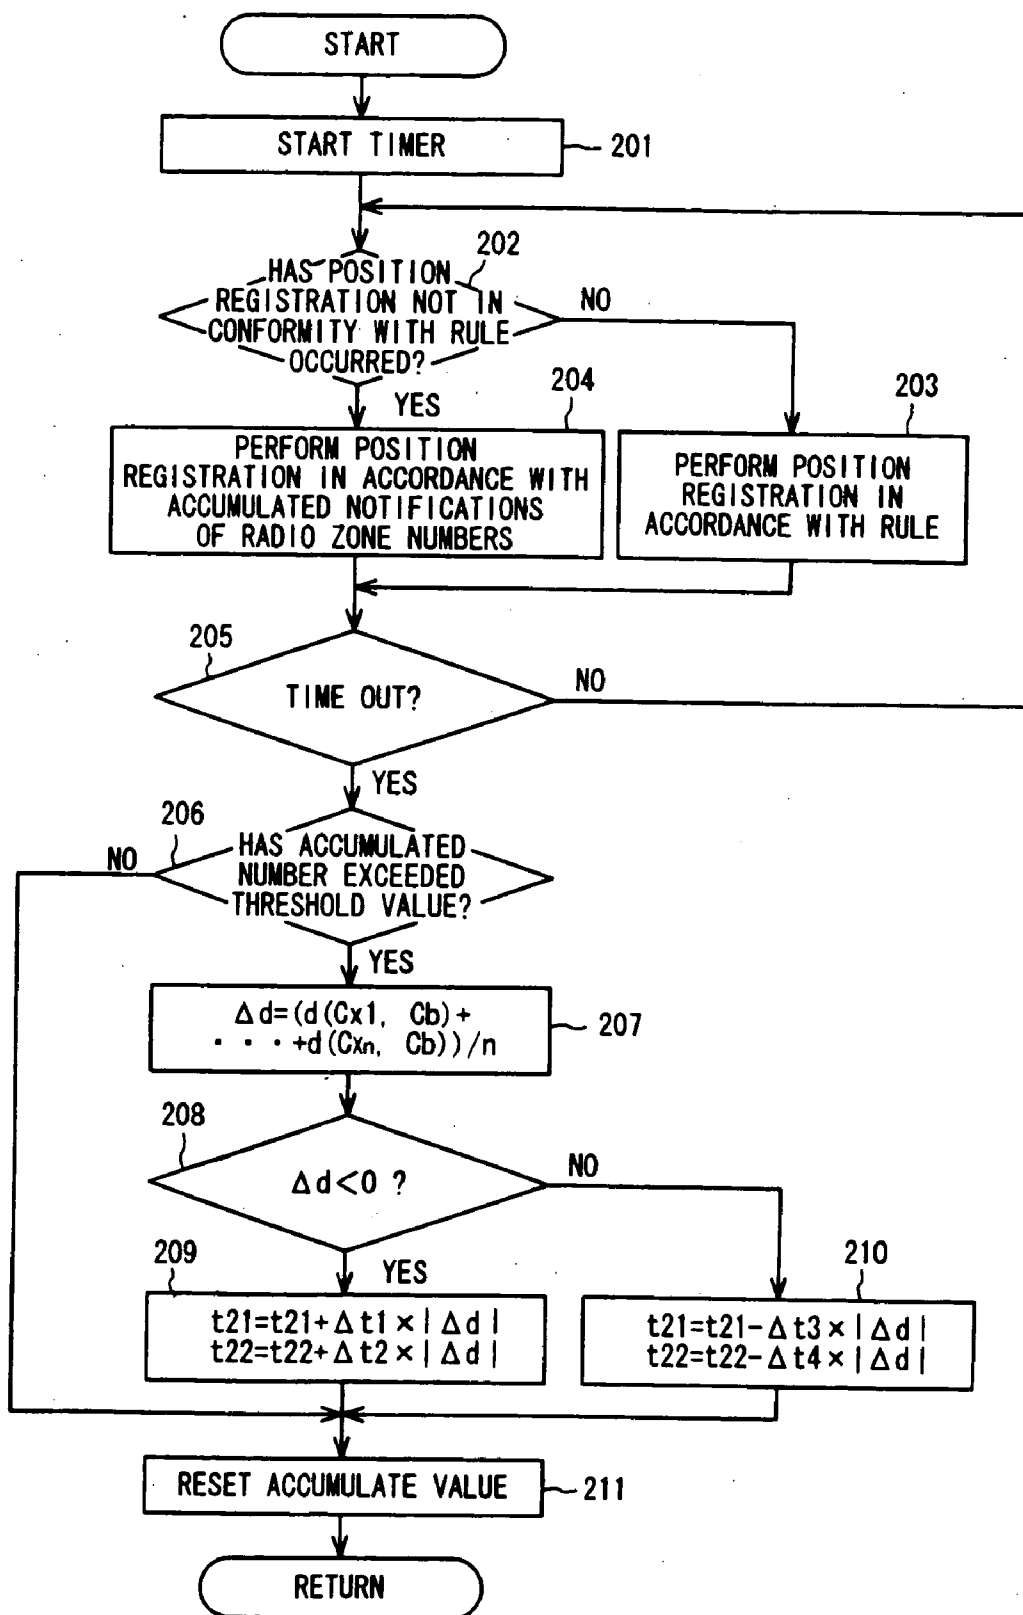 START
START TIMER
201
202
HAS POSITION
REGISTRATION NOT IN
CONFORMITY WITH RULE
OCCURRED?
NO
YES
204
203
PERFORM POSITION
REGISTRATION IN ACCORDANCE WITH
ACCUMULATED NOTIFICATIONS
OF RADIO ZONE NUMBERS
PERFORM POSITION
REGISTRATION IN
ACCORDANCE WITH RULE
205
TIME OUT?
NO
YES
206
NO
HAS ACCUMULATED
NUMBER EXCEEDED
THRESHOLD VALUE?
YES
Δd=(d(Cx1, Cb)+
···+d(Cxn, Cb))/n
207
208
Δd<0 ?
NO
YES
209
210
t21=t21+Δt1×|Δd|
t22=t22+Δt2×|Δd|
t21=t21-Δt3×|Δd|
t22=t22-Δt4×|Δd|
RESET ACCUMULATE VALUE
211
RETURN